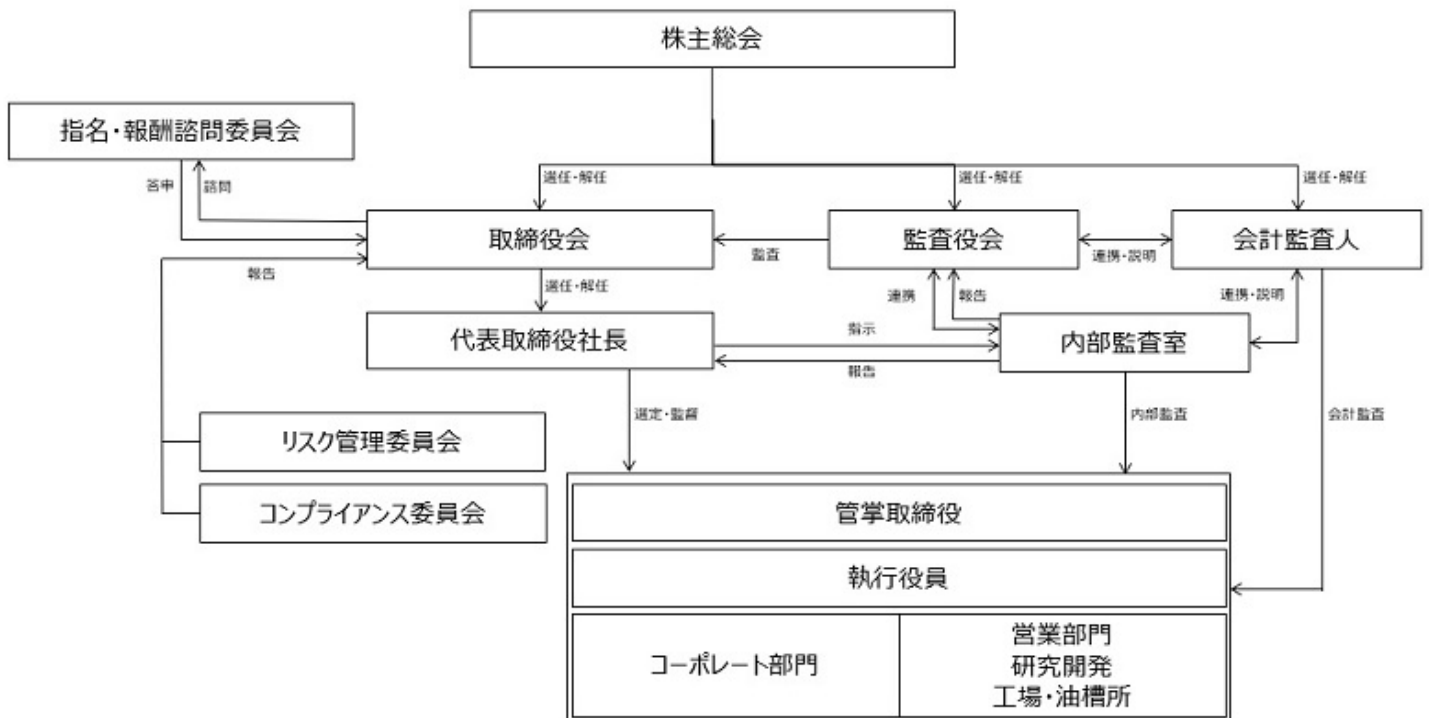 株主総会
指名・報酬諮問委員会
答申
諮問
選任・解任
選任・解任
選任・解任
取締役会
監査役会
会計監査人
監査
連携・説明
報告
選任・解任
連携
報告
連携・説明
代表取締役社長
指示
報告
内部監査室
選定・監督
内部監査
会計監査
リスク管理委員会
コンプライアンス委員会
管掌取締役
執行役員
コーポレート部門
営業部門
研究開発
工場・油槽所